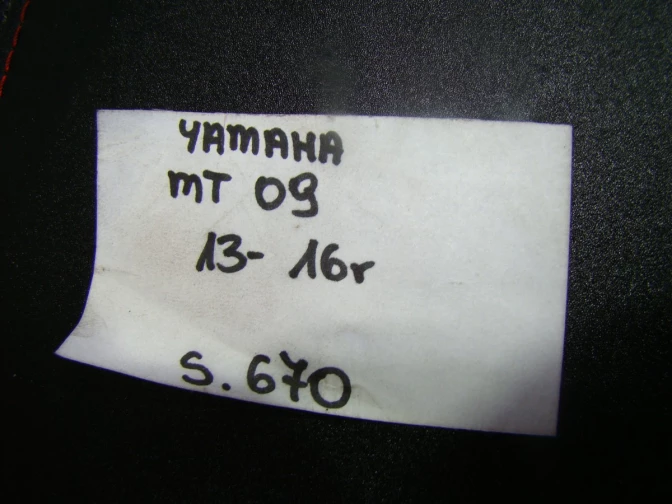 YAMAHA
MT 09
13- 16r
S. 670